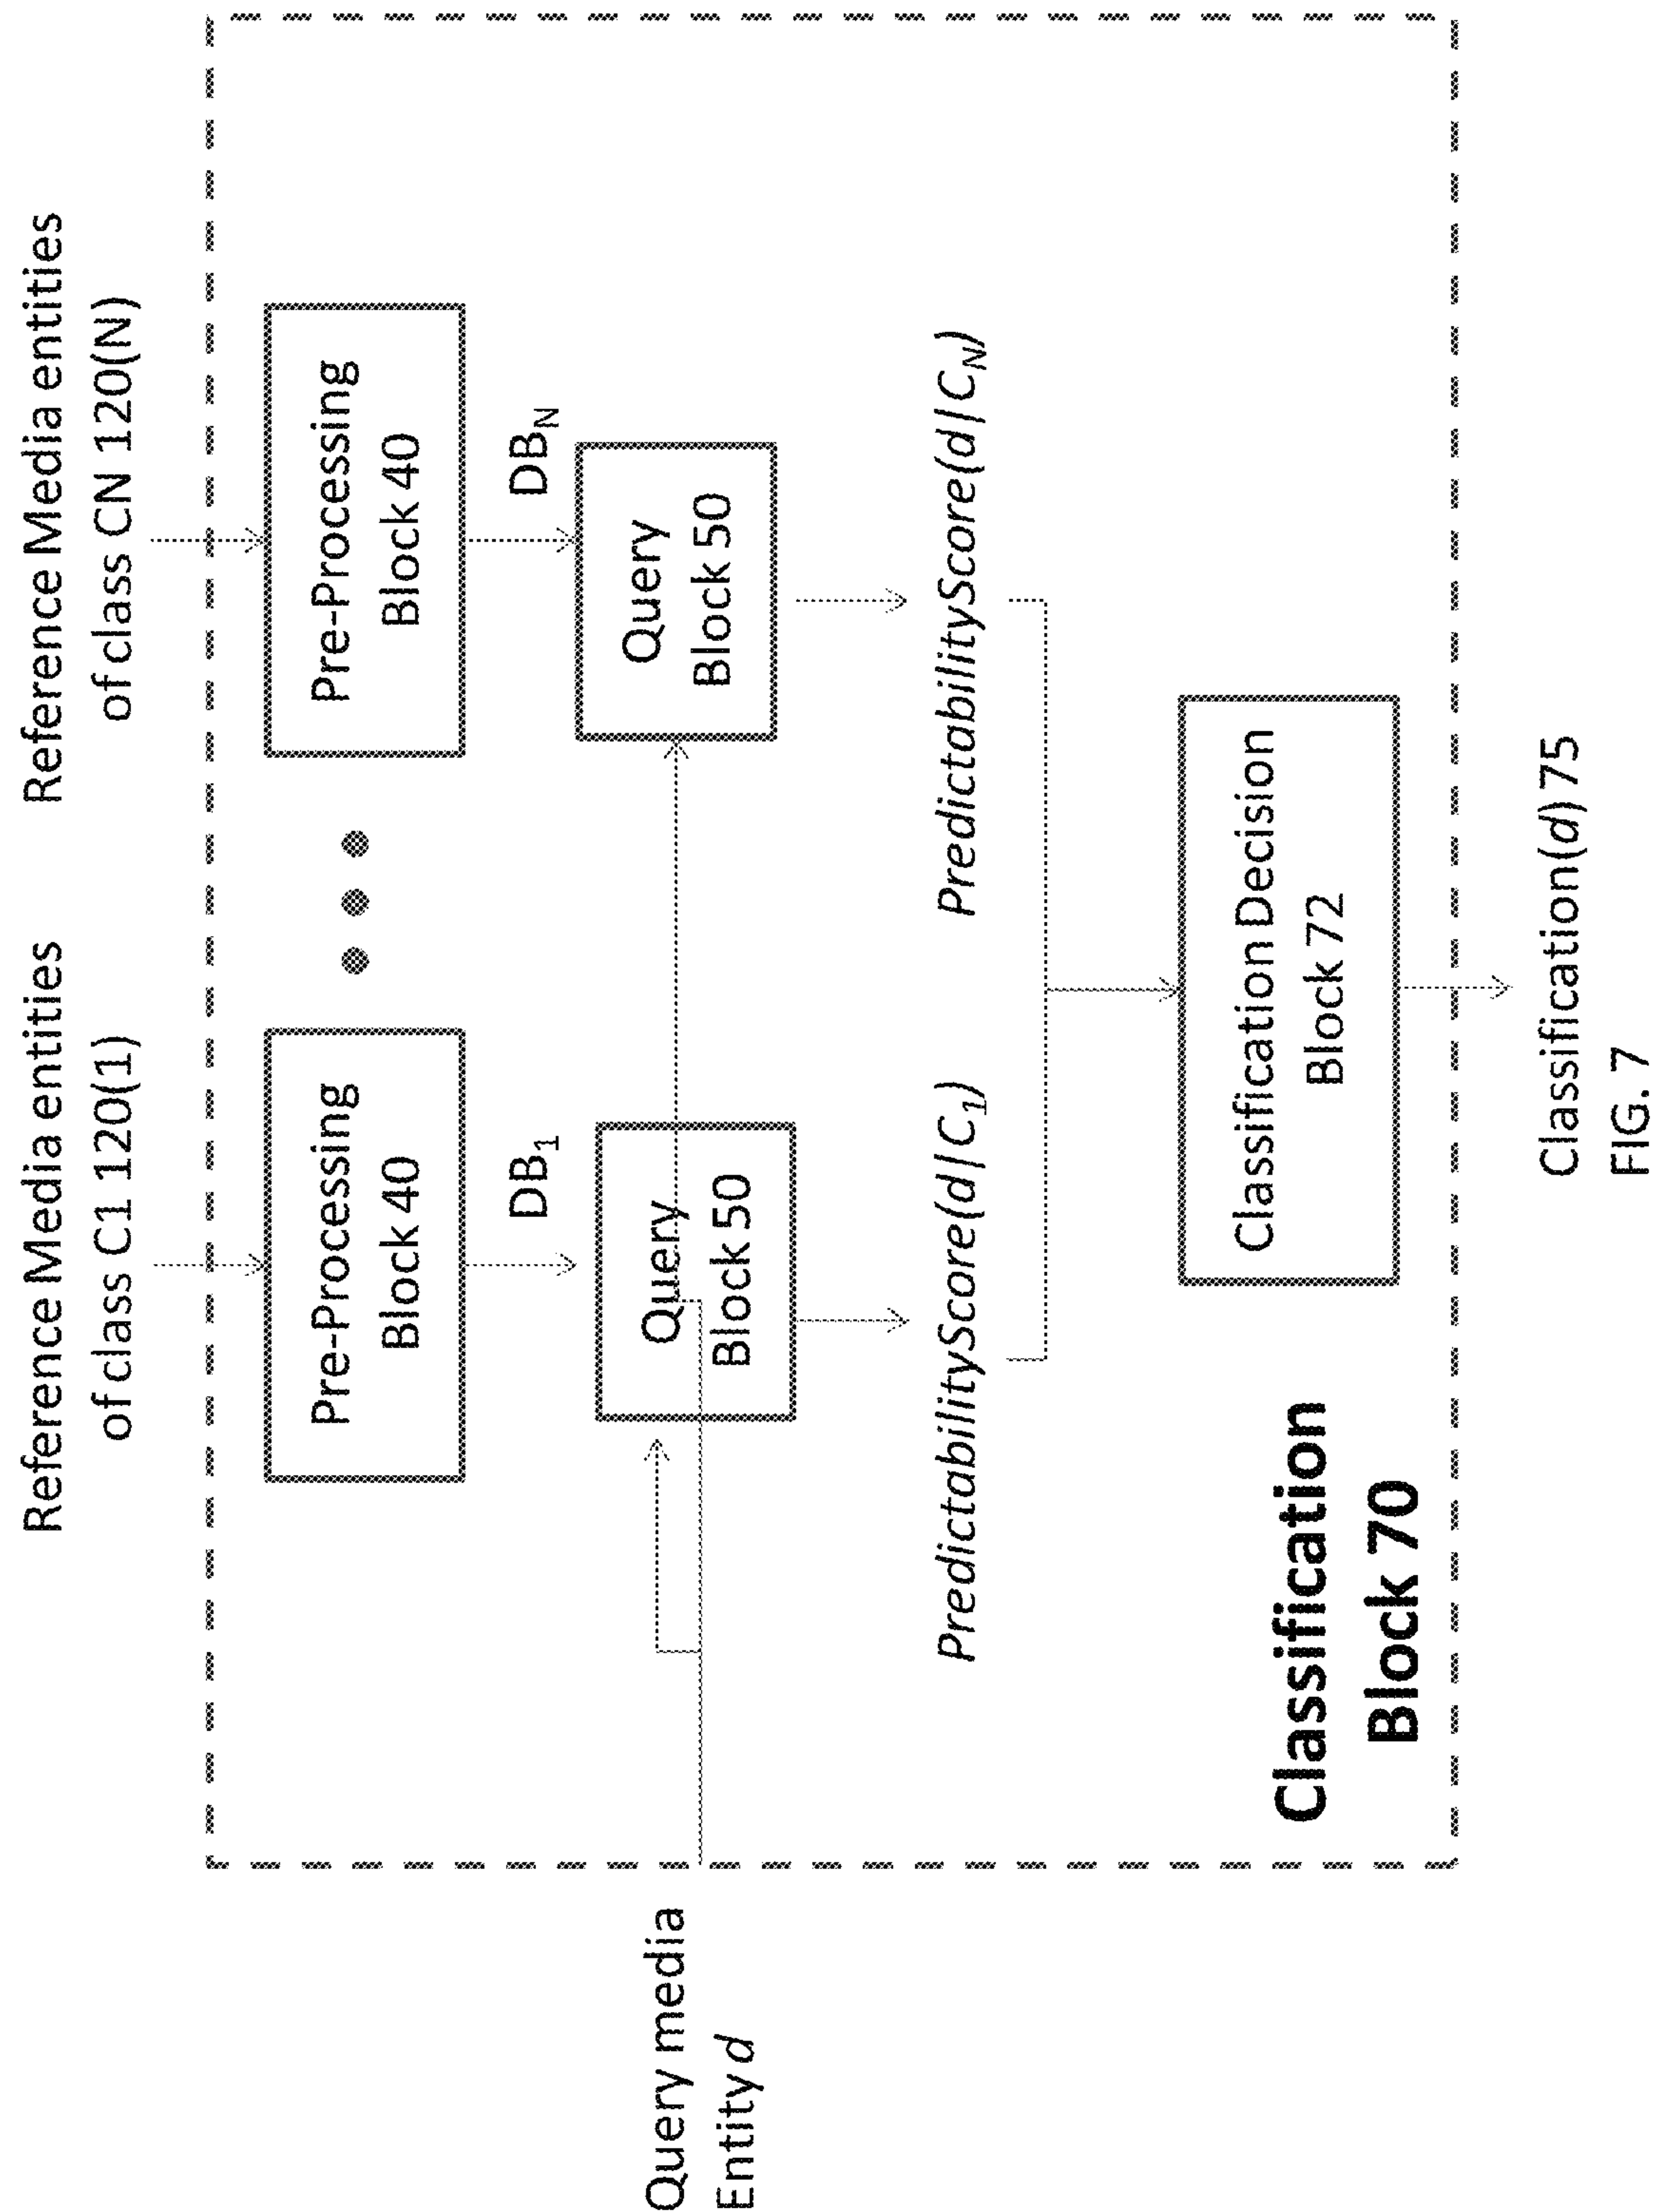 Reference Media entities
of class C1 120(1)
Reference Media entities
of class CN 120(N)
Pre-Processing
Block 40
Pre-Processing
Block 40
DB1
DBN
Query media
Entity d
Query
Block 50
Query
Block 50
PredictabilityScore(d|C1)
PredictabilityScore(d|CN)
Classification Decision
Block 72
Classification
Block 70
Classification(d) 75
FIG. 7